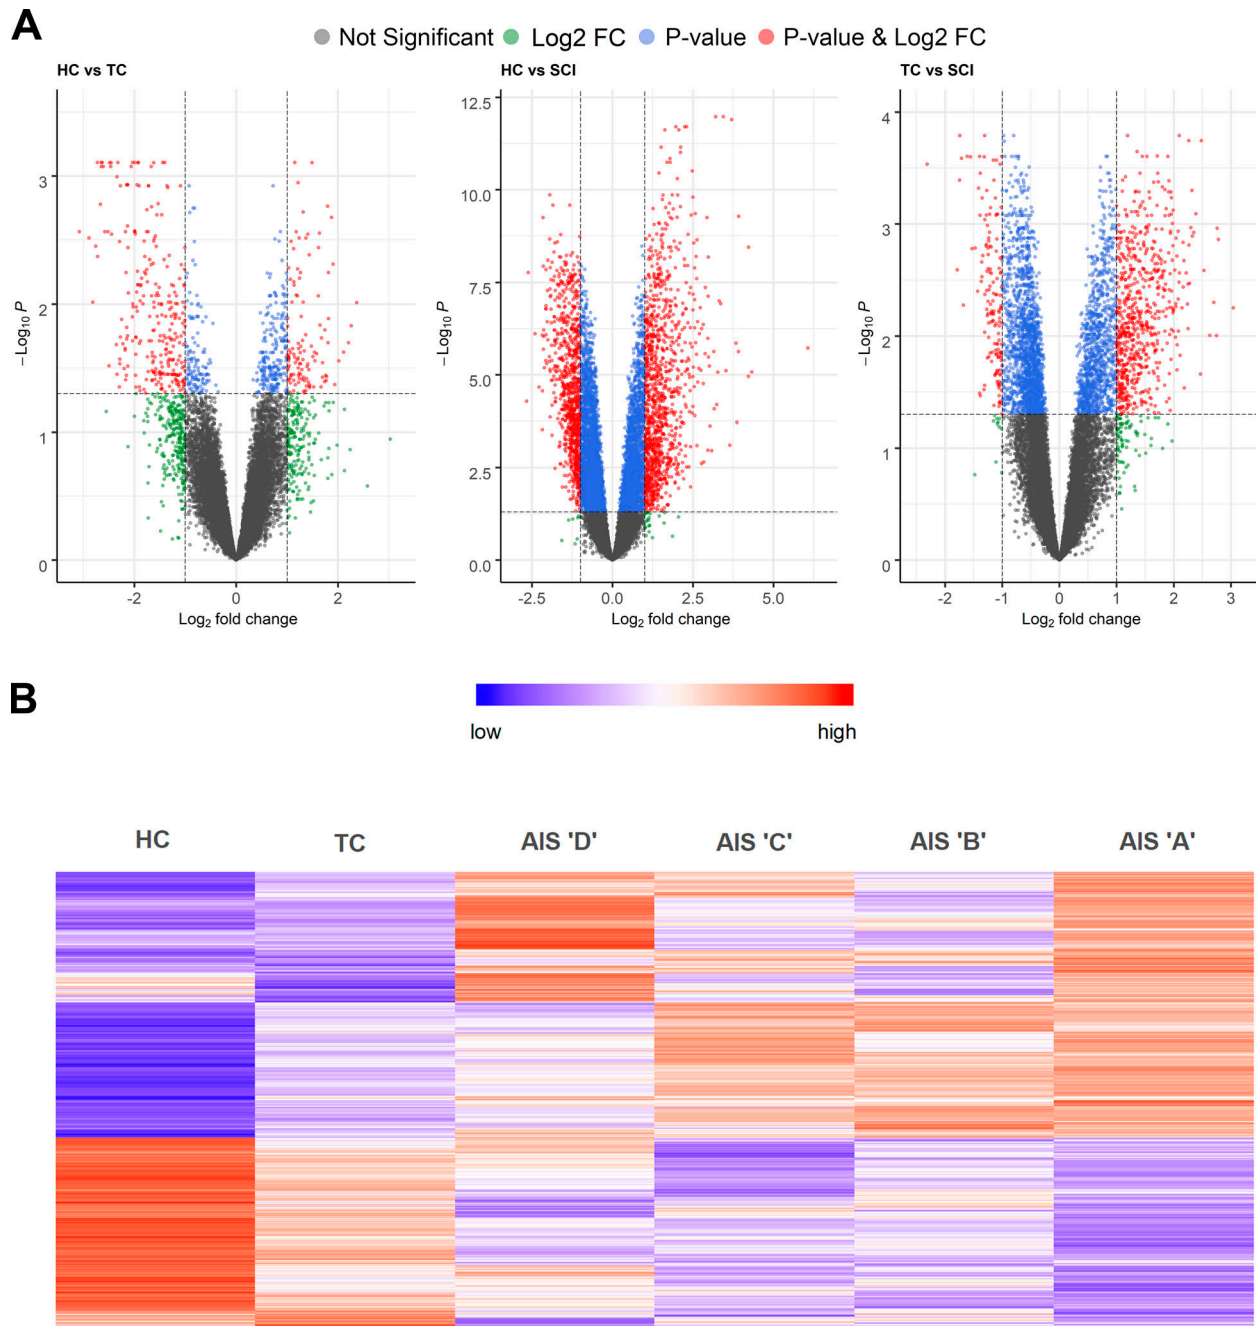 A
Not Significant Log2 FC P-value P-value & Log2 FC
HC vs TC
3
2
1
0
-2 0 2
−Log10 P
Log2 fold change
HC vs SCI
12.5
10.0
7.5
5.0
2.5
0.0
-2.5 0.0 2.5 5.0
−Log10 P
Log2 fold change
TC vs SCI
4
3
2
1
0
-2 -1 0 1 2 3
−Log10 P
Log2 fold change
B
low high
HC TC AIS 'D' AIS 'C' AIS 'B' AIS 'A'